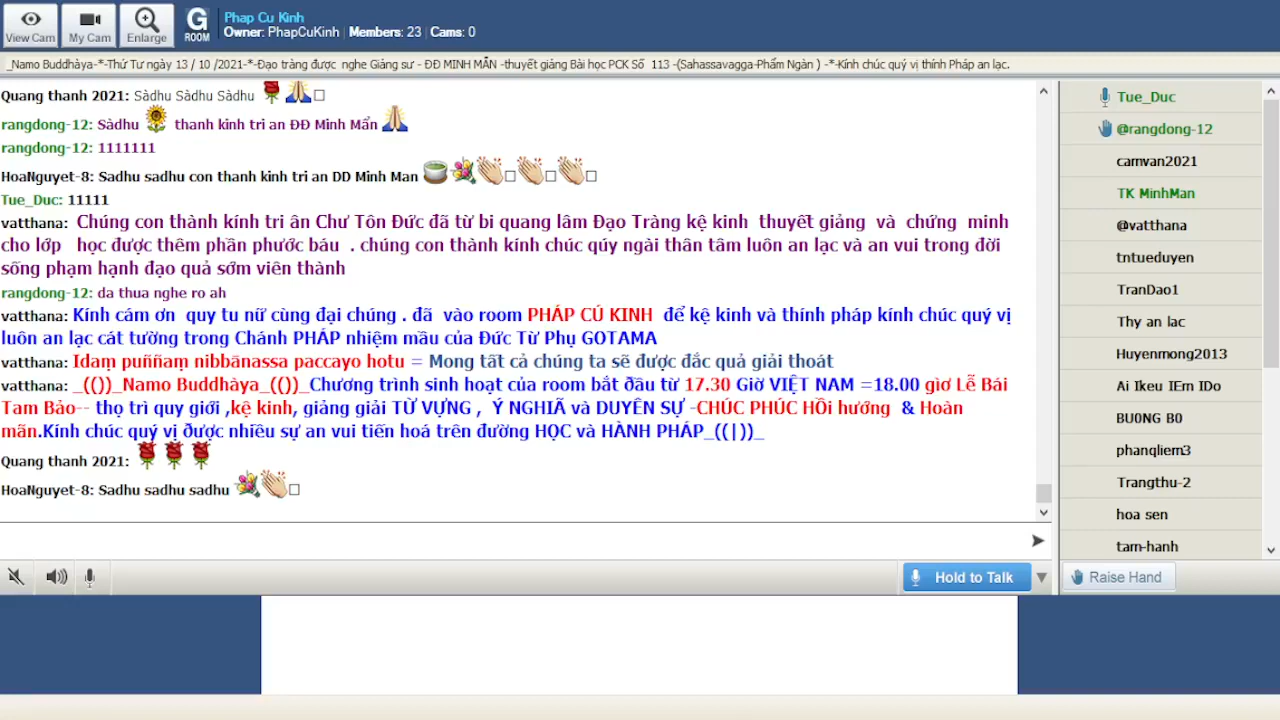 View Cam
My Cam
Enlarge
G
ROOM
Phap Cu Kinh
Owner: PhapCuKinh | Members: 23 | Cams: 0
_Namo Buddhàya-*-Thứ Tư ngày 13 / 10 /2021-*-Đạo tràng được nghe Giảng sư - ĐĐ MINH MẪN -thuyết giảng Bài học PCK Số 113 -(Sahassavagga-Phẩm Ngàn ) -*-Kính chúc quý vị thính Pháp an lạc.
Quang thanh 2021: Sàdhu Sàdhu Sàdhu
rangdong-12: Sàdhu thanh kinh tri an ĐĐ Minh Mẩn
rangdong-12: 1111111
HoaNguyet-8: Sadhu sadhu con thanh kinh tri an DD Minh Man
Tue_Duc: 11111
vatthana: Chúng con thành kính tri ân Chư Tôn Đức đã từ bi quang lâm Đạo Tràng kệ kinh thuyết giảng và chứng minh
cho lớp học được thêm phần phước báu . chúng con thành kính chúc qúy ngài thân tâm luôn an lạc và an vui trong đời
sống phạm hạnh đạo quả sớm viên thành
rangdong-12: da thua nghe ro ah
vatthana: Kính cám ơn quy tu nữ cùng đại chúng . đã vào room PHÁP CÚ KINH để kệ kinh và thính pháp kính chúc quý vị
luôn an lạc cát tường trong Chánh PHÁP nhiệm mầu của Đức Từ Phụ GOTAMA
vatthana: Idaṃ puññaṃ nibbānassa paccayo hotu = Mong tất cả chúng ta sẽ được đắc quả giải thoát
vatthana: _(())_Namo Buddhàya_(())_Chương trình sinh hoạt của room bắt đầu từ 17.30 Giờ VIỆT NAM =18.00 giờ Lễ Bái
Tam Bảo-- thọ trì quy giới ,kệ kinh, giảng giải TỪ VỰNG , Ý NGHIÃ và DUYÊN SỰ -CHÚC PHÚC HỒi hướng & Hoàn
mãn.Kính chúc quý vị được nhiều sự an vui tiến hoá trên đường HỌC và HÀNH PHÁP_((|))_
Quang thanh 2021:
HoaNguyet-8: Sadhu sadhu sadhu
Hold to Talk
Tue_Duc
@rangdong-12
camvan2021
TK MinhMan
@vatthana
tntueduyen
TranDao1
Thy an lac
Huyenmong2013
Ai lkeu IErn IDo
BU0NG B0
phanqliem3
Trangthu-2
hoa sen
tam-hanh
Raise Hand